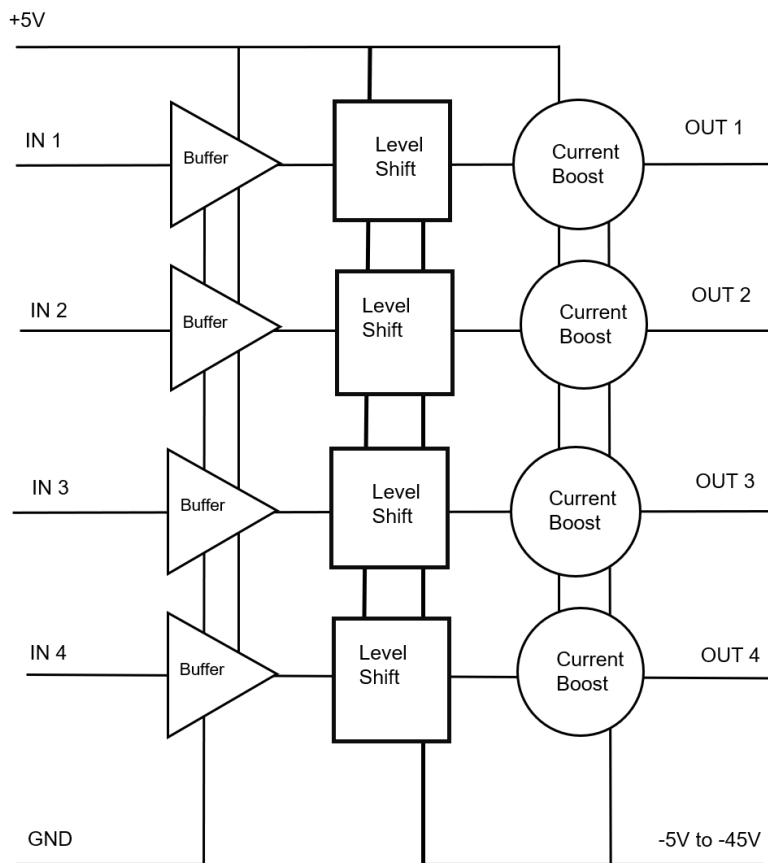 +5V
IN 1
Buffer
Level
Shift
Current
Boost
OUT 1
IN 2
Buffer
Level
Shift
Current
Boost
OUT 2
IN 3
Buffer
Level
Shift
Current
Boost
OUT 3
IN 4
Buffer
Level
Shift
Current
Boost
OUT 4
GND
-5V to -45V